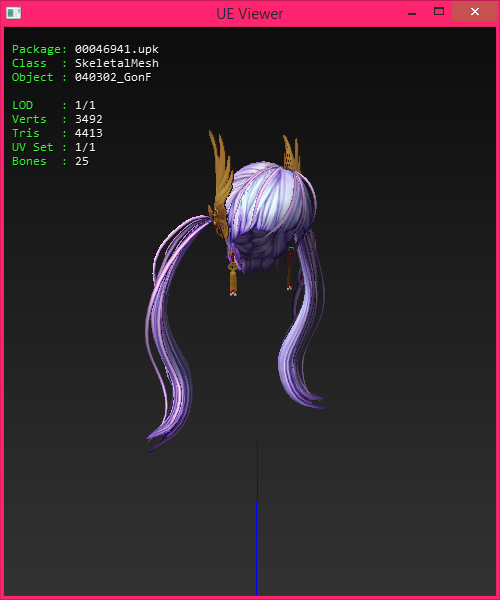 UE Viewer
Package: 00046941.upk
Class : SkeletalMesh
Object : 040302_GonF
LOD : 1/1
Verts : 3492
Tris : 4413
UV Set : 1/1
Bones : 25